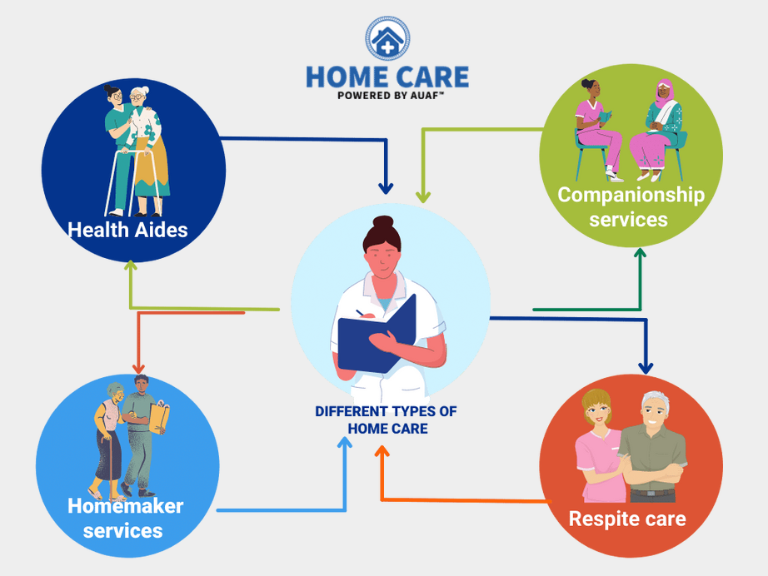 HOME CARE
POWERED BY AUAF™
Health Aides
Companionship
services
DIFFERENT TYPES OF
HOME CARE
Homemaker
services
Respite care